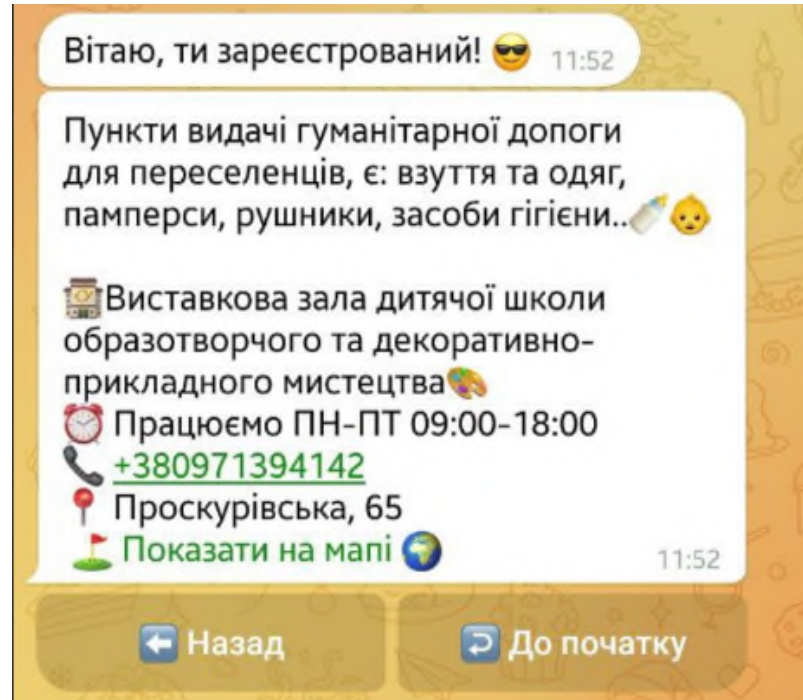 Вітаю, ти зареєстрований! 😎 11:52
Пункти видачі гуманітарної допоги
для переселенців, є: взуття та одяг,
памперси, рушники, засоби гігієни..🍼👶
🏤Виставкова зала дитячої школи
образотворчого та декоративно-
прикладного мистецтва🎨
⏰ Працюємо ПН-ПТ 09:00-18:00
📞 +380971394142
📍 Проскурівська, 65
⛳ Показати на мапі 🌍 11:52
⬅️ Назад
↩️ До початку